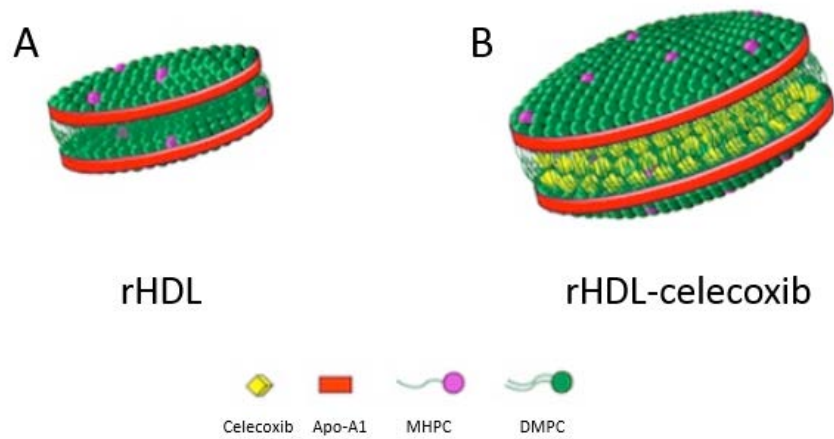 A
B
rHDL
rHDL-celecoxib
Celecoxib Apo-A1 MHPC DMPC